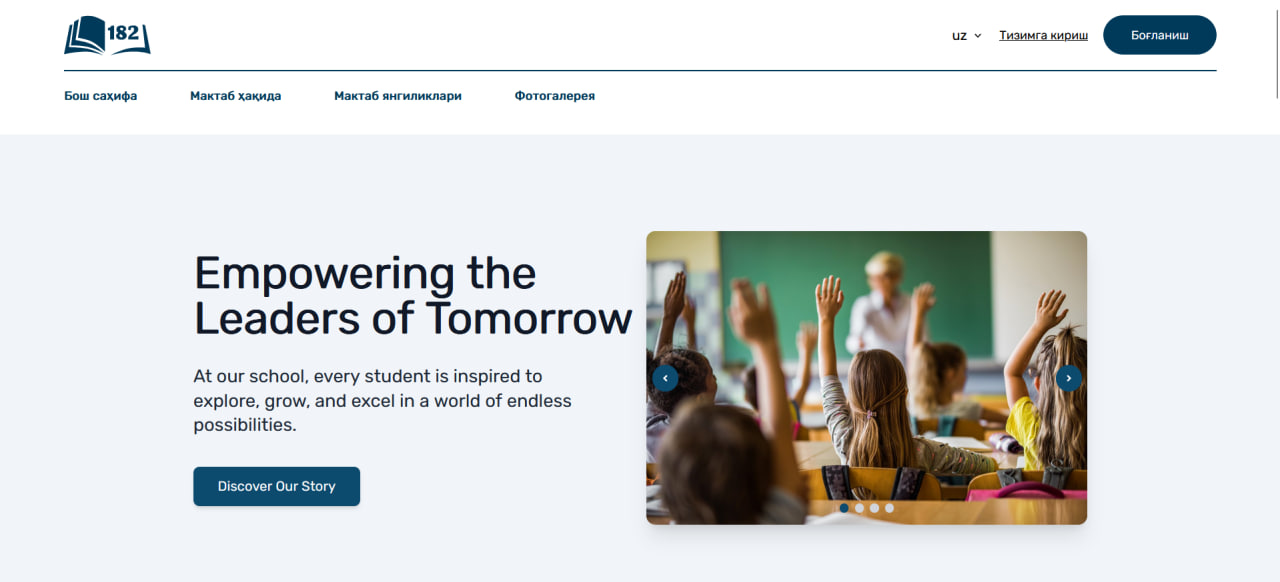 182
uz
Тизимга кириш
Боғланиш
Бош саҳифа
Мактаб ҳақида
Мактаб янгиликлари
Фотогалерея
Empowering the
Leaders of Tomorrow
At our school, every student is inspired to
explore, grow, and excel in a world of endless
possibilities.
Discover Our Story